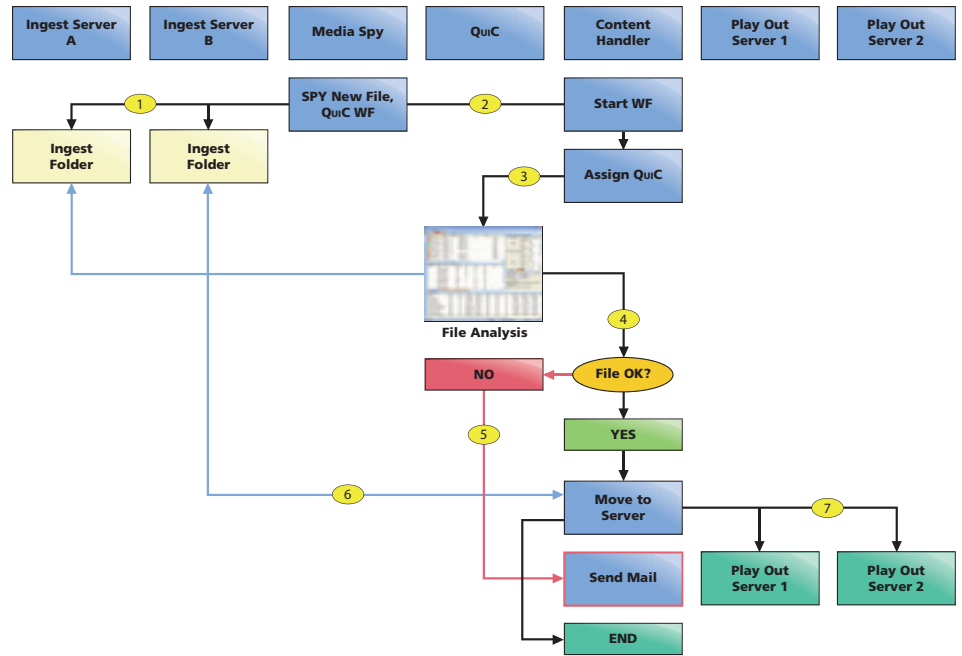 Ingest Server
A
Ingest Server
B
Media Spy
QuiC
Content
Handler
Play Out
Server 1
Play Out
Server 2
SPY New File,
QuiC WF
Start WF
1
2
Ingest
Folder
Ingest
Folder
Assign QuiC
3
File Analysis
4
File OK?
NO
YES
5
6
Move to
Server
7
Send Mail
Play Out
Server 1
Play Out
Server 2
END